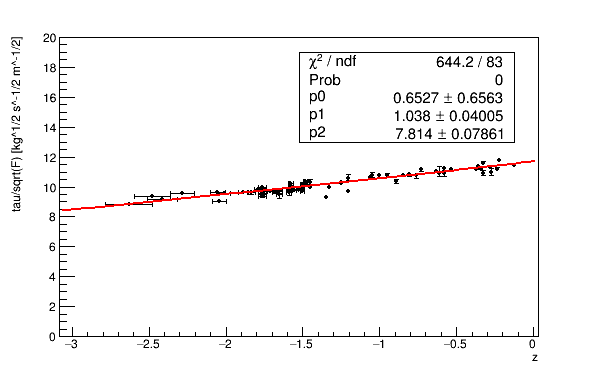 tau/sqrt(F) [kg^1/2 s^-1/2 m^-1/2]
20
18
16
14
12
10
8
6
4
2
0
χ² / ndf 644.2 / 83
Prob 0
p0 0.6527 ± 0.6563
p1 1.038 ± 0.04005
p2 7.814 ± 0.07861
−3 −2.5 −2 −1.5 −1 −0.5 0
z